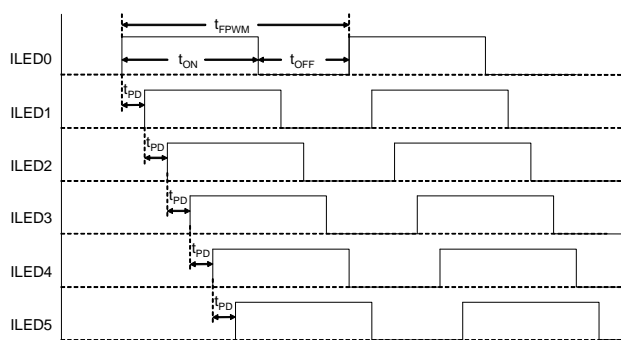 tFPWM
ILED0
tON
tOFF
tPD
ILED1
tPD
ILED2
tPD
ILED3
tPD
ILED4
tPD
ILED5